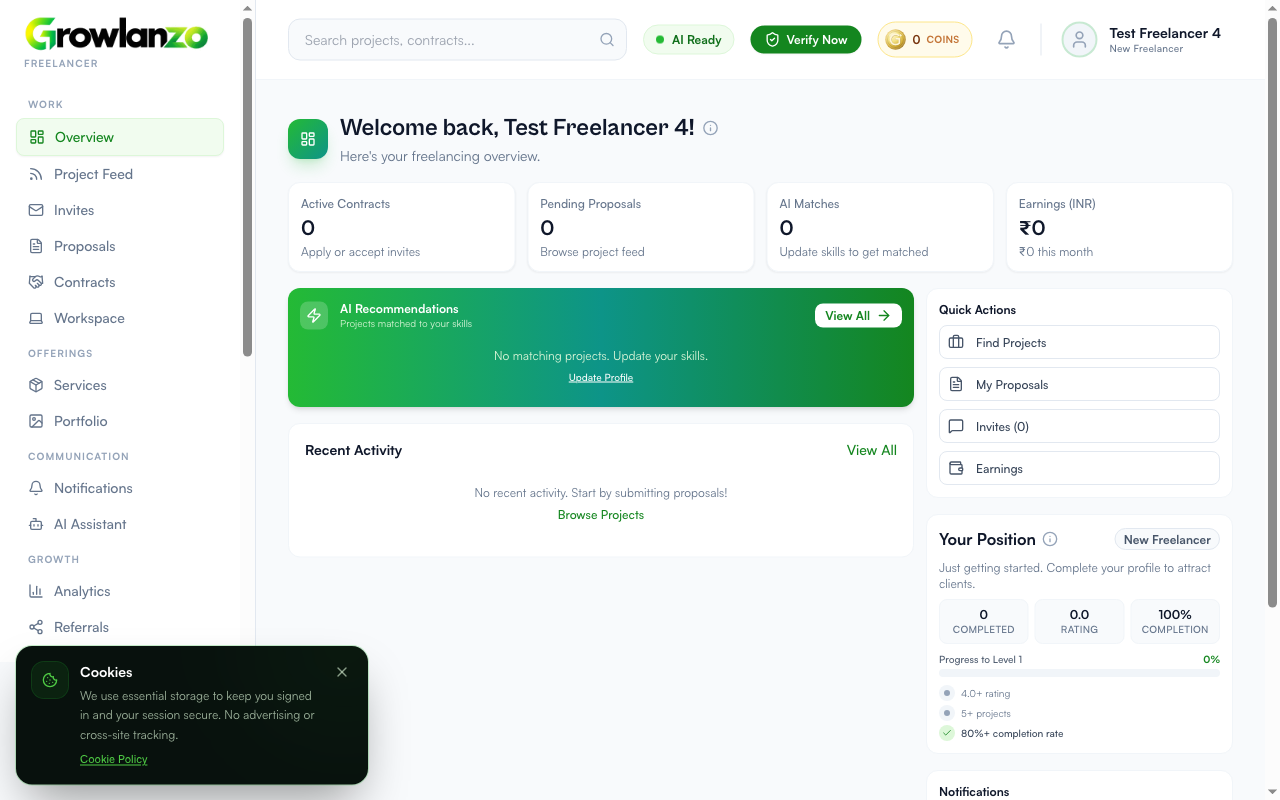 Growlanzo
FREELANCER
WORK
Overview
Project Feed
Invites
Proposals
Contracts
Workspace
OFFERINGS
Services
Portfolio
COMMUNICATION
Notifications
AI Assistant
GROWTH
Analytics
Referrals
Search projects, contracts...
AI Ready
Verify Now
0 COINS
Test Freelancer 4
New Freelancer
Welcome back, Test Freelancer 4!
Here's your freelancing overview.
Active Contracts
0
Apply or accept invites
Pending Proposals
0
Browse project feed
AI Matches
0
Update skills to get matched
Earnings (INR)
₹0
₹0 this month
AI Recommendations
Projects matched to your skills
View All
No matching projects. Update your skills.
Update Profile
Recent Activity
View All
No recent activity. Start by submitting proposals!
Browse Projects
Quick Actions
Find Projects
My Proposals
Invites (0)
Earnings
Your Position
New Freelancer
Just getting started. Complete your profile to attract
clients.
0
COMPLETED
0.0
RATING
100%
COMPLETION
Progress to Level 1
0%
4.0+ rating
5+ projects
80%+ completion rate
Notifications
Cookies
We use essential storage to keep you signed
in and your session secure. No advertising or
cross-site tracking.
Cookie Policy